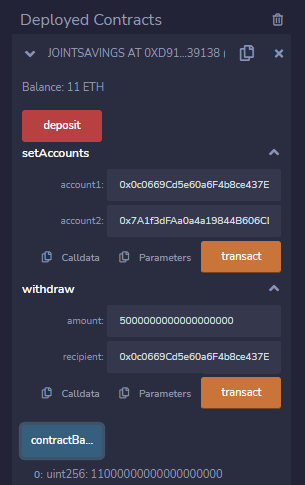 Deployed Contracts
JOINTSAVINGS AT 0XD91...39138 (
Balance: 11 ETH
deposit
setAccounts
account1: 0x0c0669Cd5e60a6F4b8ce437E
account2: 0x7A1f3dFAa0a4a19844B606CD
Calldata Parameters transact
withdraw
amount: 5000000000000000000
recipient: 0x0c0669Cd5e60a6F4b8ce437E
Calldata Parameters transact
contractBa...
0: uint256: 11000000000000000000